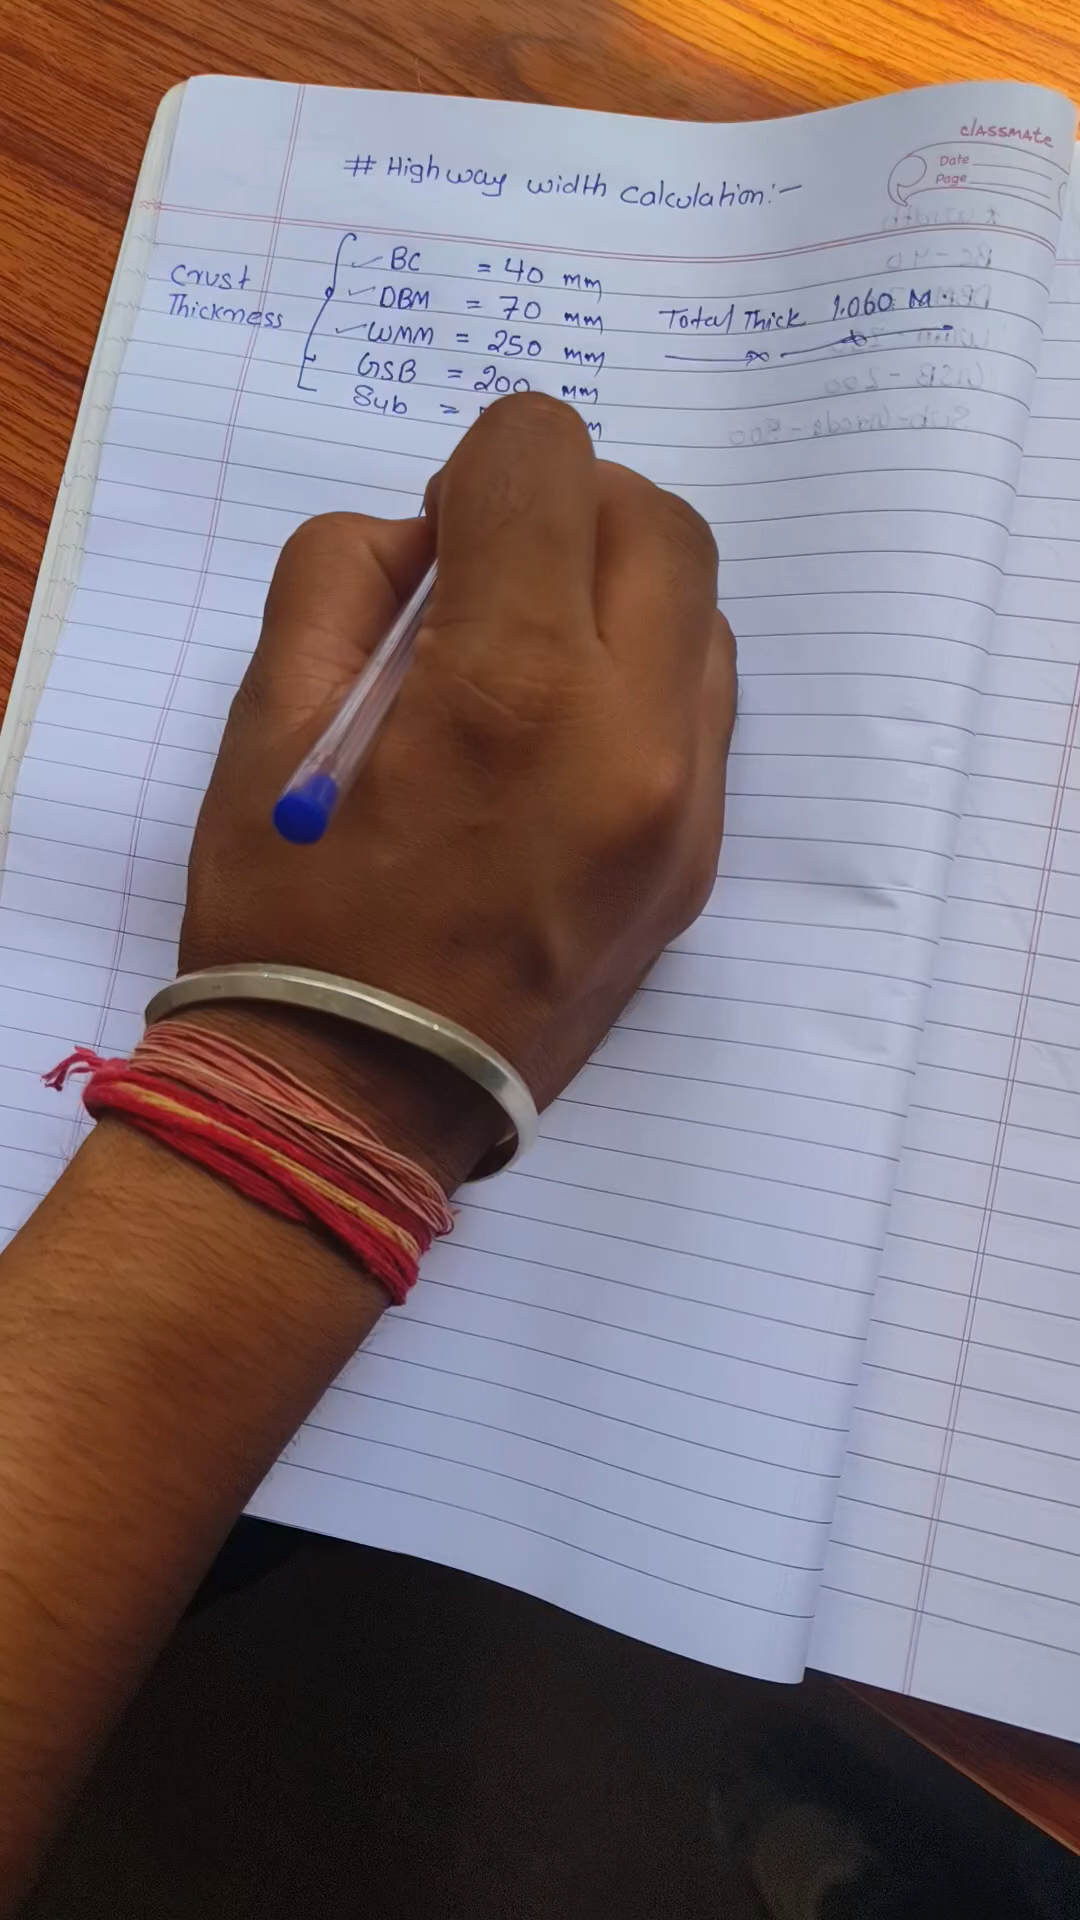 classmate
Date
Page
# Highway width calculation:-
Crust
Thickness
BC = 40 mm
DBM = 70 mm
WMM = 250 mm
GSB = 200 mm
Sub =
Total Thick 1.060 M.